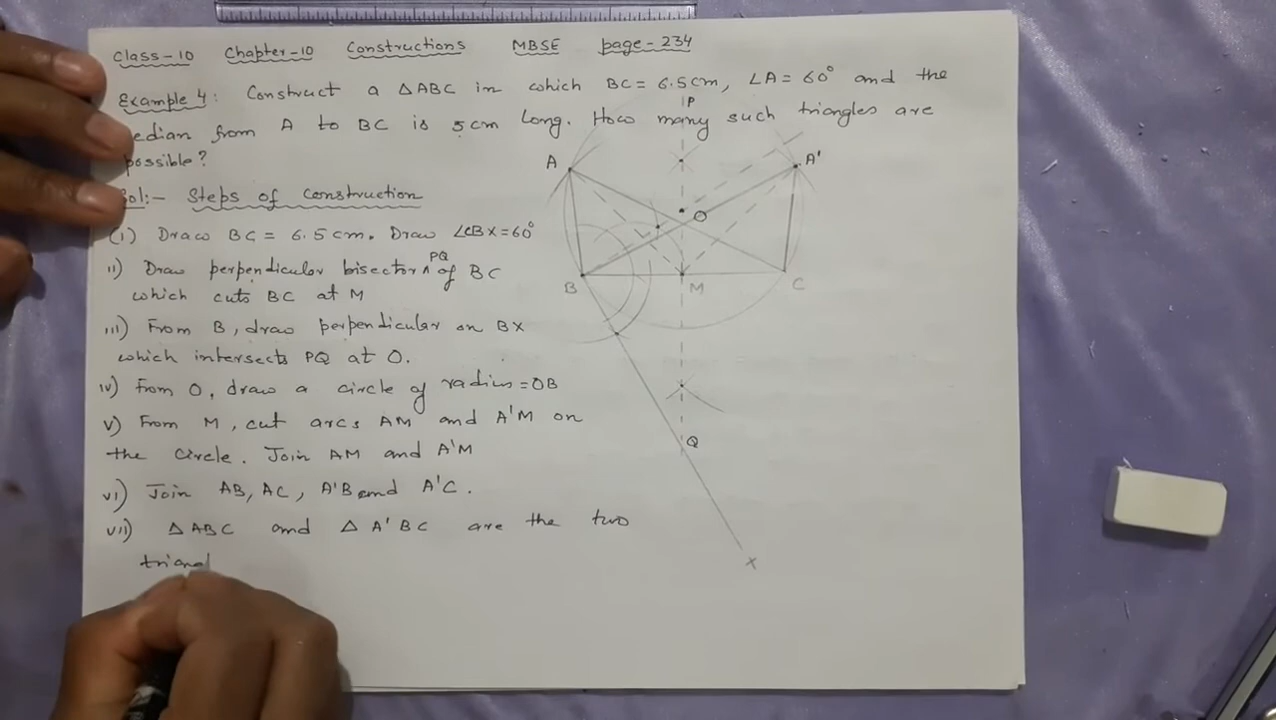 Class-10 Chapter-10 Constructions MBSE page-234
Example 4: Construct a △ABC in which BC = 6.5cm, ∠A = 60° and the
edian from A to BC is 5cm long. How many such triangles are
possible?
Sol:- Steps of Construction
(i) Draw BC = 6.5cm. Draw ∠CBX = 60°
ii) Draw perpendicular bisector ^ PQ of BC
which cuts BC at M
iii) From B, draw perpendicular on BX
which intersects PQ at O.
iv) From O, draw a circle of radius = OB
v) From M, cut arcs AM and A'M on
the circle. Join AM and A'M
vi) Join AB, AC, A'B and A'C.
vii) △ABC and △A'BC are the two
triangl
P
A
A'
O
B
M
C
Q
X